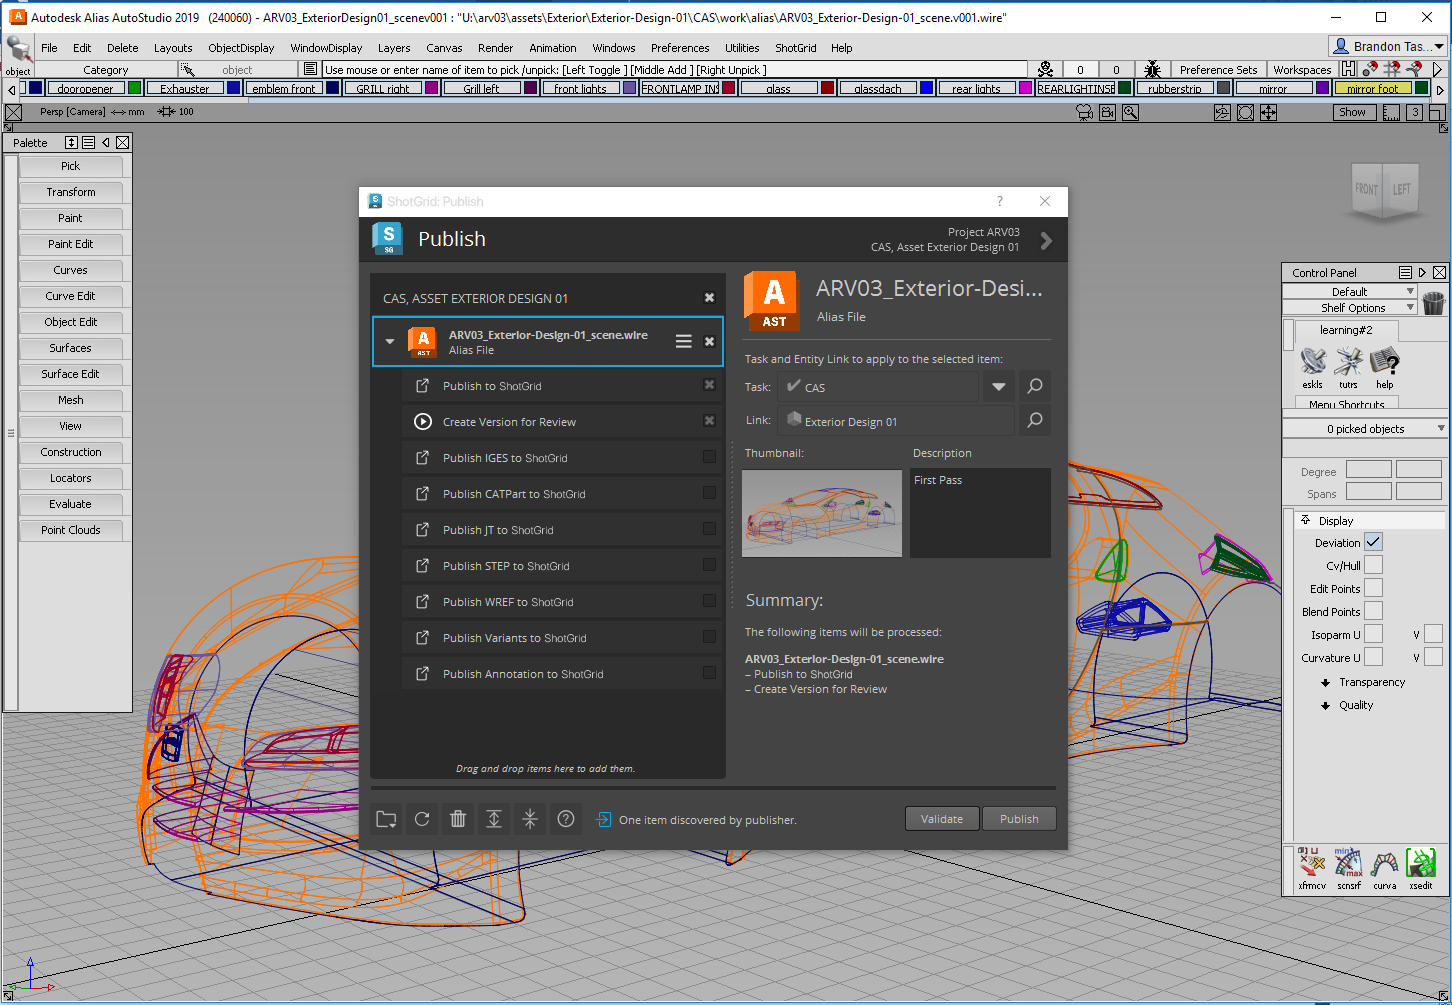 Autodesk Alias AutoStudio 2019   (240060) - ARV03_ExteriorDesign01_scenev001 : "U:\arv03\assets\Exterior\Exterior-Design-01\CAS\work\alias\ARV03_Exterior-Design-01_scene.v001.wire"
File Edit Delete Layouts ObjectDisplay WindowDisplay Layers Canvas Render Animation Windows Preferences Utilities ShotGrid Help
Brandon Tas...
object Category object Use mouse or enter name of item to pick /unpick: [Left Toggle ] [Middle Add ] [Right Unpick ] 0 0 Preference Sets Workspaces
dooropener Exhauster emblem front GRILL right Grill left front lights FRONTLAMP INS glass glassdach rear lights REARLIGHTINSE rubberstrip mirror mirror foot
Persp [Camera] mm 100 Show 3
Palette
Pick
Transform
Paint
Paint Edit
Curves
Curve Edit
Object Edit
Surfaces
Surface Edit
Mesh
View
Construction
Locators
Evaluate
Point Clouds
FRONT LEFT
ShotGrid: Publish ?
S
SG
Publish
Project ARV03
CAS, Asset Exterior Design 01
CAS, ASSET EXTERIOR DESIGN 01
A
AST
ARV03_Exterior-Design-01_scene.wire
Alias File
Publish to ShotGrid
Create Version for Review
Publish IGES to ShotGrid
Publish CATPart to ShotGrid
Publish JT to ShotGrid
Publish STEP to ShotGrid
Publish WREF to ShotGrid
Publish Variants to ShotGrid
Publish Annotation to ShotGrid
Drag and drop items here to add them.
A
AST
ARV03_Exterior-Desi...
Alias File
Task and Entity Link to apply to the selected item:
Task: CAS
Link: Exterior Design 01
Thumbnail: Description
First Pass
Summary:
The following items will be processed:
ARV03_Exterior-Design-01_scene.wire
– Publish to ShotGrid
– Create Version for Review
One item discovered by publisher.
Validate Publish
Control Panel
Default
Shelf Options
learning#2
eskls tutrs help
Menu Shortcuts
0 picked objects
Degree
Spans
Display
Deviation
Cv/Hull
Edit Points
Blend Points
Isoparm U V
Curvature U V
Transparency
Quality
min
max
xfrmcv scnsrf curva xsedit